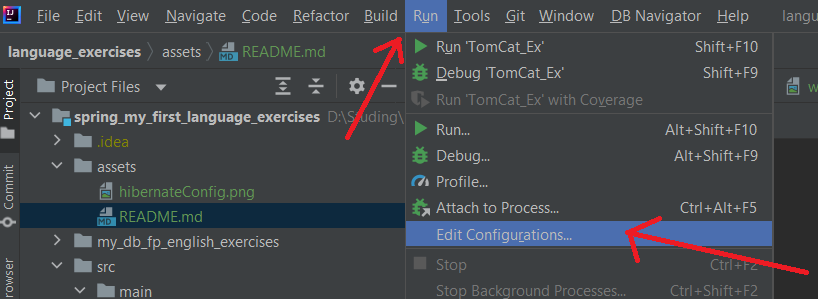 IJ File Edit View Navigate Code Refactor Build Run Tools Git Window DB Navigator Help langu
language_exercises assets MD README.md
Project Project Files Run 'TomCat_Ex' Shift+F10 w
Debug 'TomCat_Ex' Shift+F9
Run 'TomCat_Ex' with Coverage
spring_my_first_language_exercises D:\Studing\
Run... Alt+Shift+F10
.idea
Debug... Alt+Shift+F9
assets
Profile...
hibernateConfig.png
Commit
MD README.md Attach to Process... Ctrl+Alt+F5
my_db_fp_english_exercises Edit Configurations...
src Stop Ctrl+F2
rowser main Stop Background Processes... Ctrl+Shift+F2